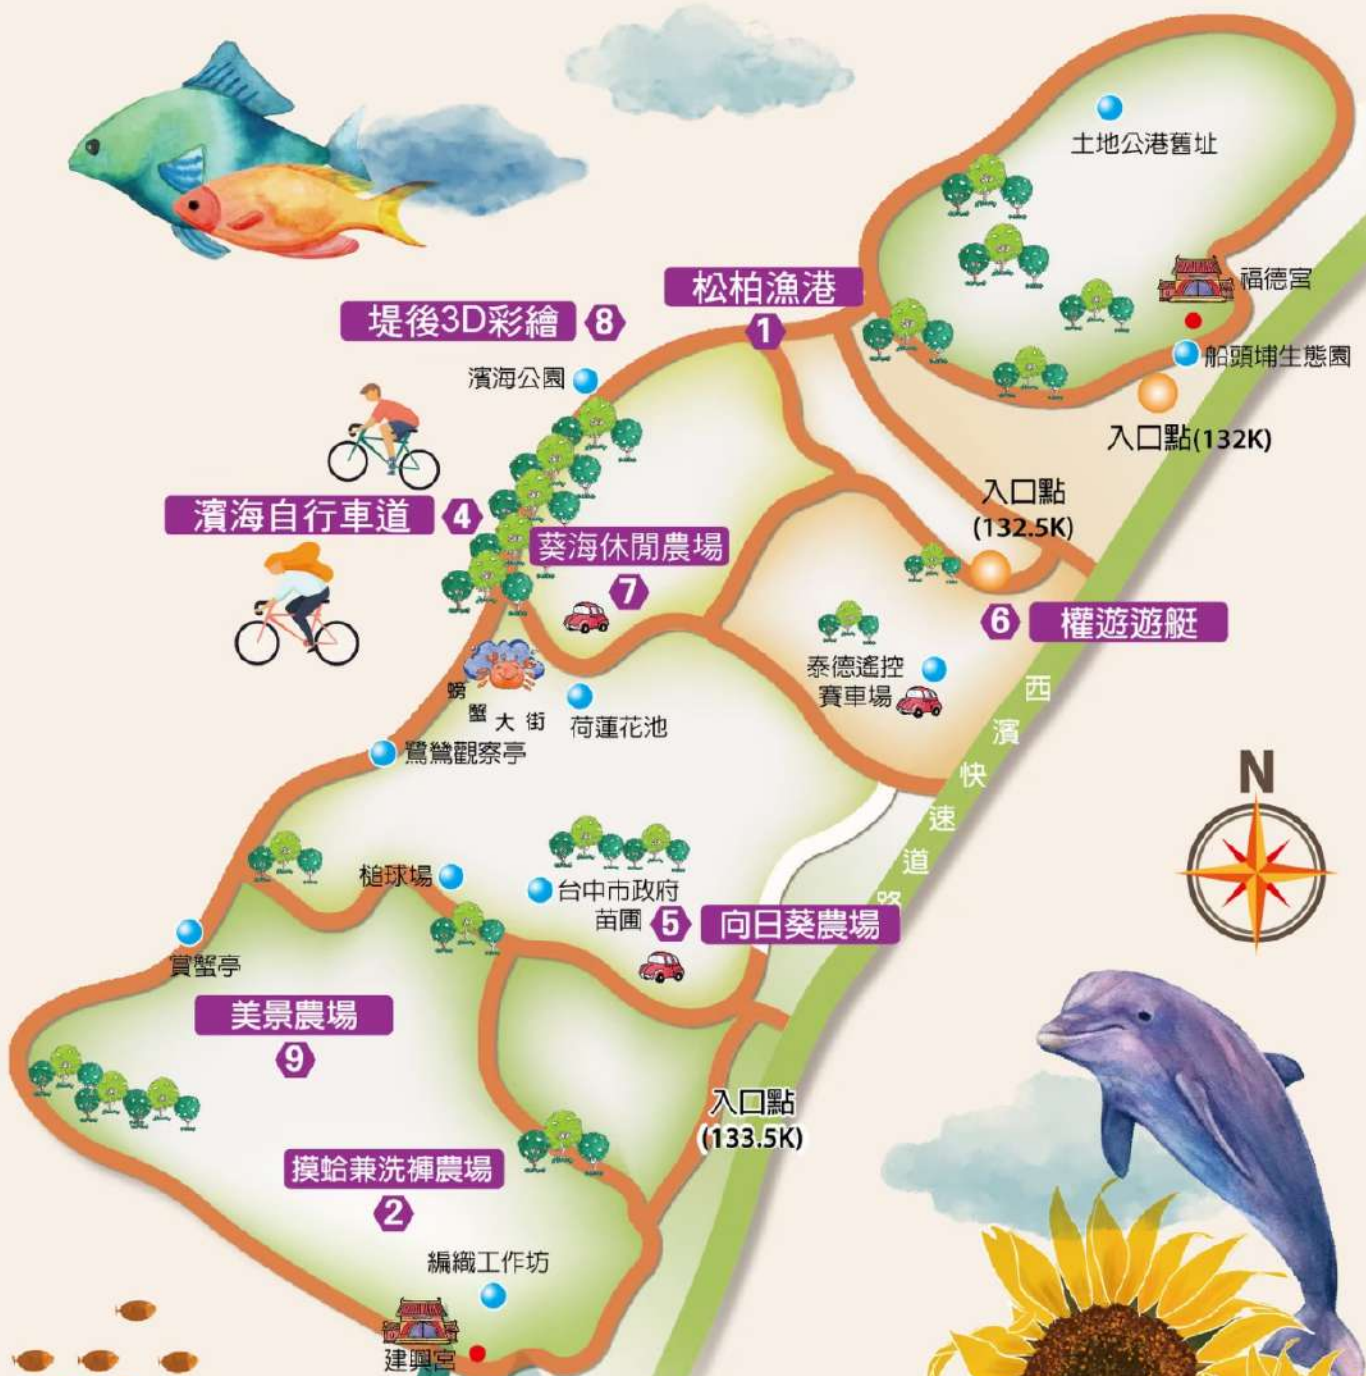 土地公港舊址
福德宮
松柏漁港
1
堤後3D彩繪 8
濱海公園
船頭埔生態園
入口點(132K)
入口點
(132.5K)
濱海自行車道 4
葵海休閒農場
7
6 權遊遊艇
泰德遙控
賽車場
螃蟹大街
荷蓮花池
鷺鷥觀察亭
西濱快速道路
N
槌球場
台中市政府
苗圃
5 向日葵農場
賞蟹亭
美景農場
9
入口點
(133.5K)
摸蛤兼洗褲農場
2
編織工作坊
建興宮